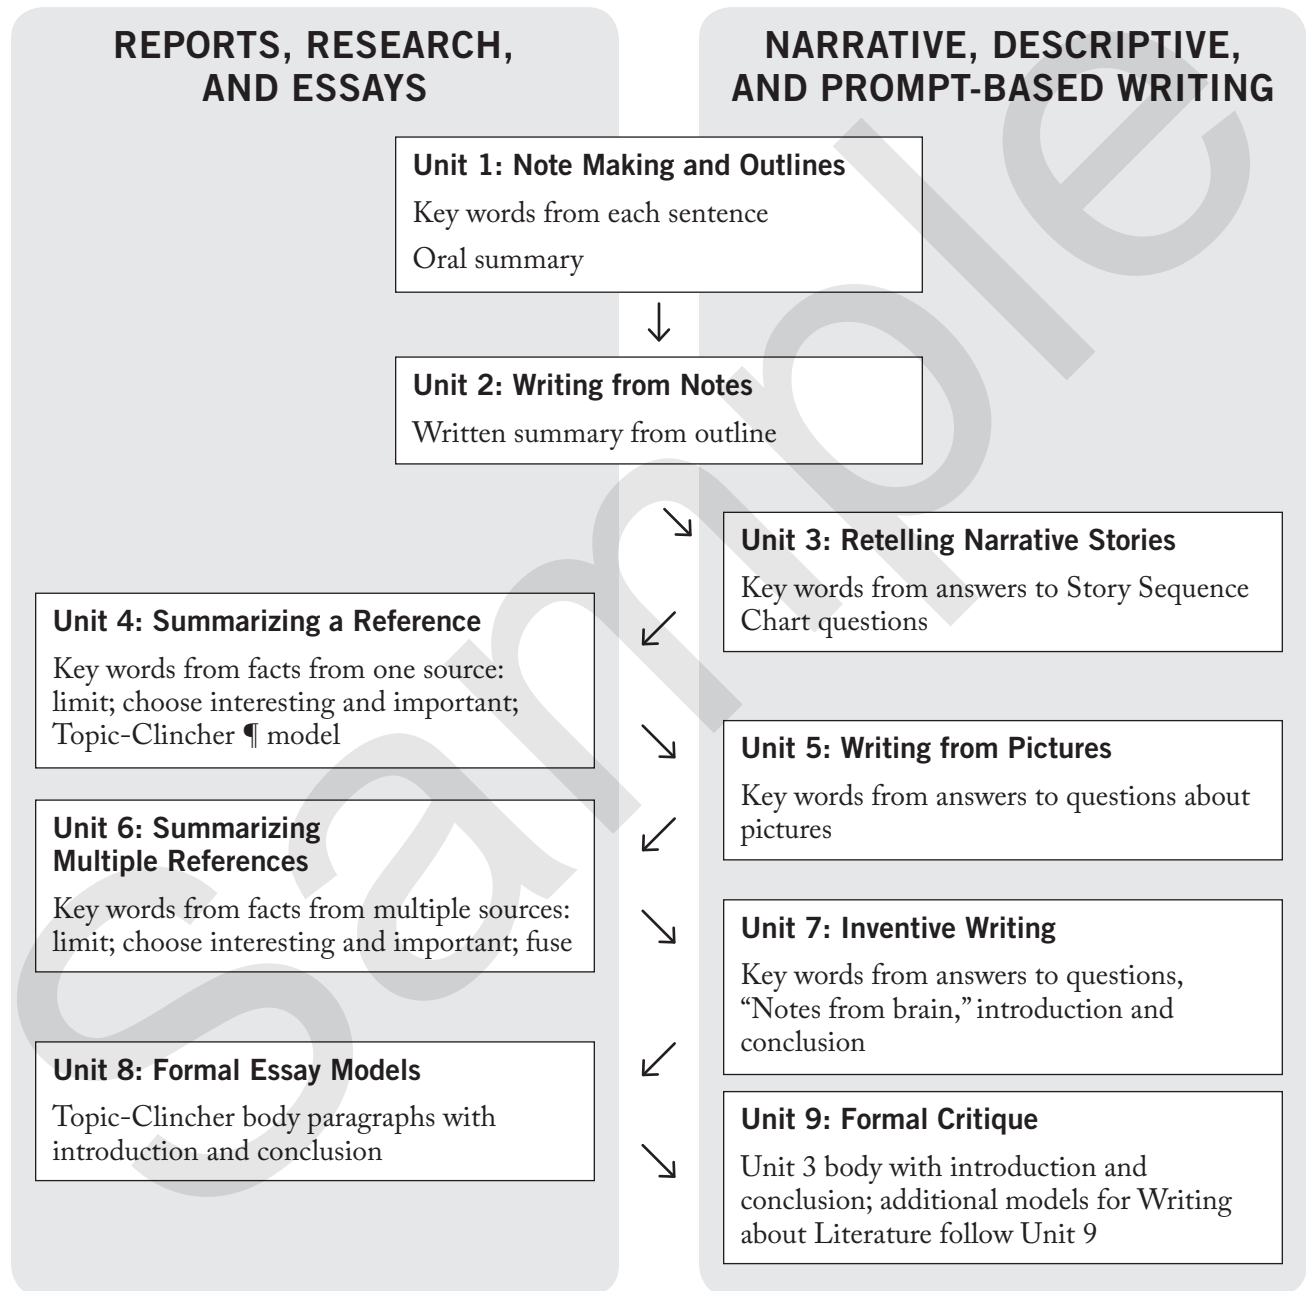 REPORTS, RESEARCH,
AND ESSAYS
NARRATIVE, DESCRIPTIVE,
AND PROMPT-BASED WRITING
Unit 1: Note Making and Outlines
Key words from each sentence
Oral summary
Unit 2: Writing from Notes
Written summary from outline
Unit 3: Retelling Narrative Stories
Key words from answers to Story Sequence
Chart questions
Unit 4: Summarizing a Reference
Key words from facts from one source:
limit; choose interesting and important;
Topic-Clincher ¶ model
Unit 5: Writing from Pictures
Key words from answers to questions about
pictures
Unit 6: Summarizing
Multiple References
Key words from facts from multiple sources:
limit; choose interesting and important; fuse
Unit 7: Inventive Writing
Key words from answers to questions,
“Notes from brain,” introduction and
conclusion
Unit 8: Formal Essay Models
Topic-Clincher body paragraphs with
introduction and conclusion
Unit 9: Formal Critique
Unit 3 body with introduction and
conclusion; additional models for Writing
about Literature follow Unit 9
Sample